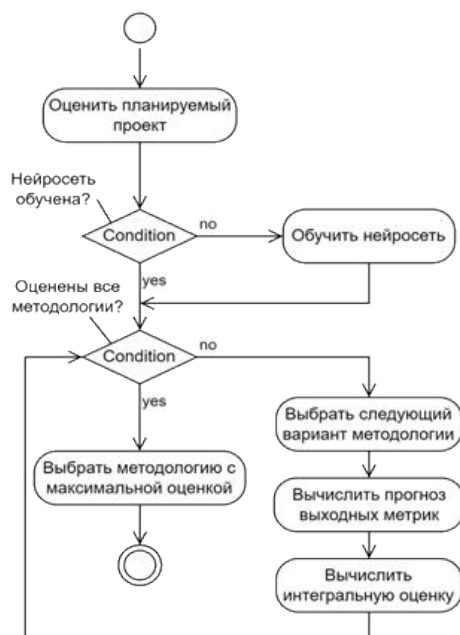 Оценить планируемый
проект
Нейросеть
обучена?
Condition
no
Обучить нейросеть
yes
Оценены все
методологии?
Condition
no
yes
Выбрать следующий
вариант методологии
Выбрать методологию с
максимальной оценкой
Вычислить прогноз
выходных метрик
Вычислить
интегральную оценку